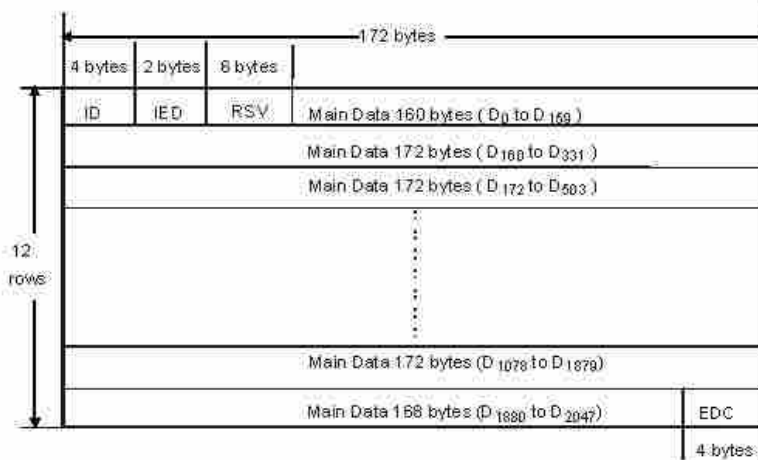 172 bytes
4 bytes 2 bytes 6 bytes
ID IED RSV Main Data 160 bytes ( D0 to D159 )
Main Data 172 bytes ( D160 to D331 )
Main Data 172 bytes ( D172 to D503 )
12 rows
Main Data 172 bytes (D1078 to D1879)
Main Data 168 bytes (D1880 to D2047) EDC
4 bytes